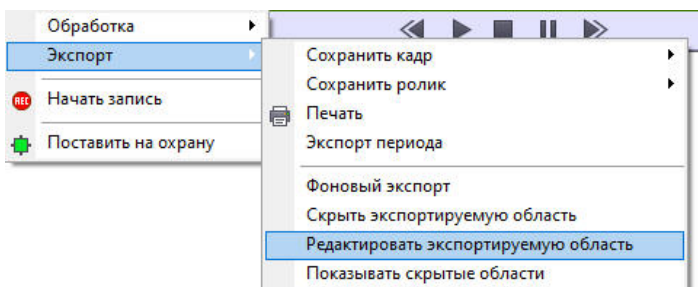 Обработка
Экспорт
REC
Начать запись
Поставить на охрану
Сохранить кадр
Сохранить ролик
Печать
Экспорт периода
Фоновый экспорт
Скрыть экспортируемую область
Редактировать экспортируемую область
Показывать скрытые области